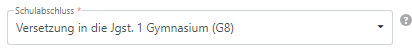 Schulabschluss *
Versetzung in die Jgst. 1 Gymnasium (G8)
?